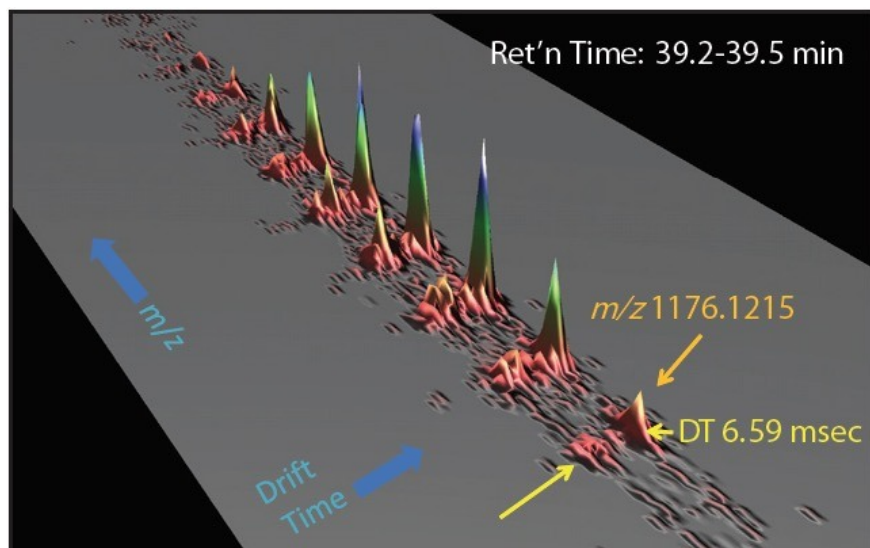 Ret'n Time: 39.2-39.5 min
m/z 1176.1215
m/z
DT 6.59 msec
Drift
Time